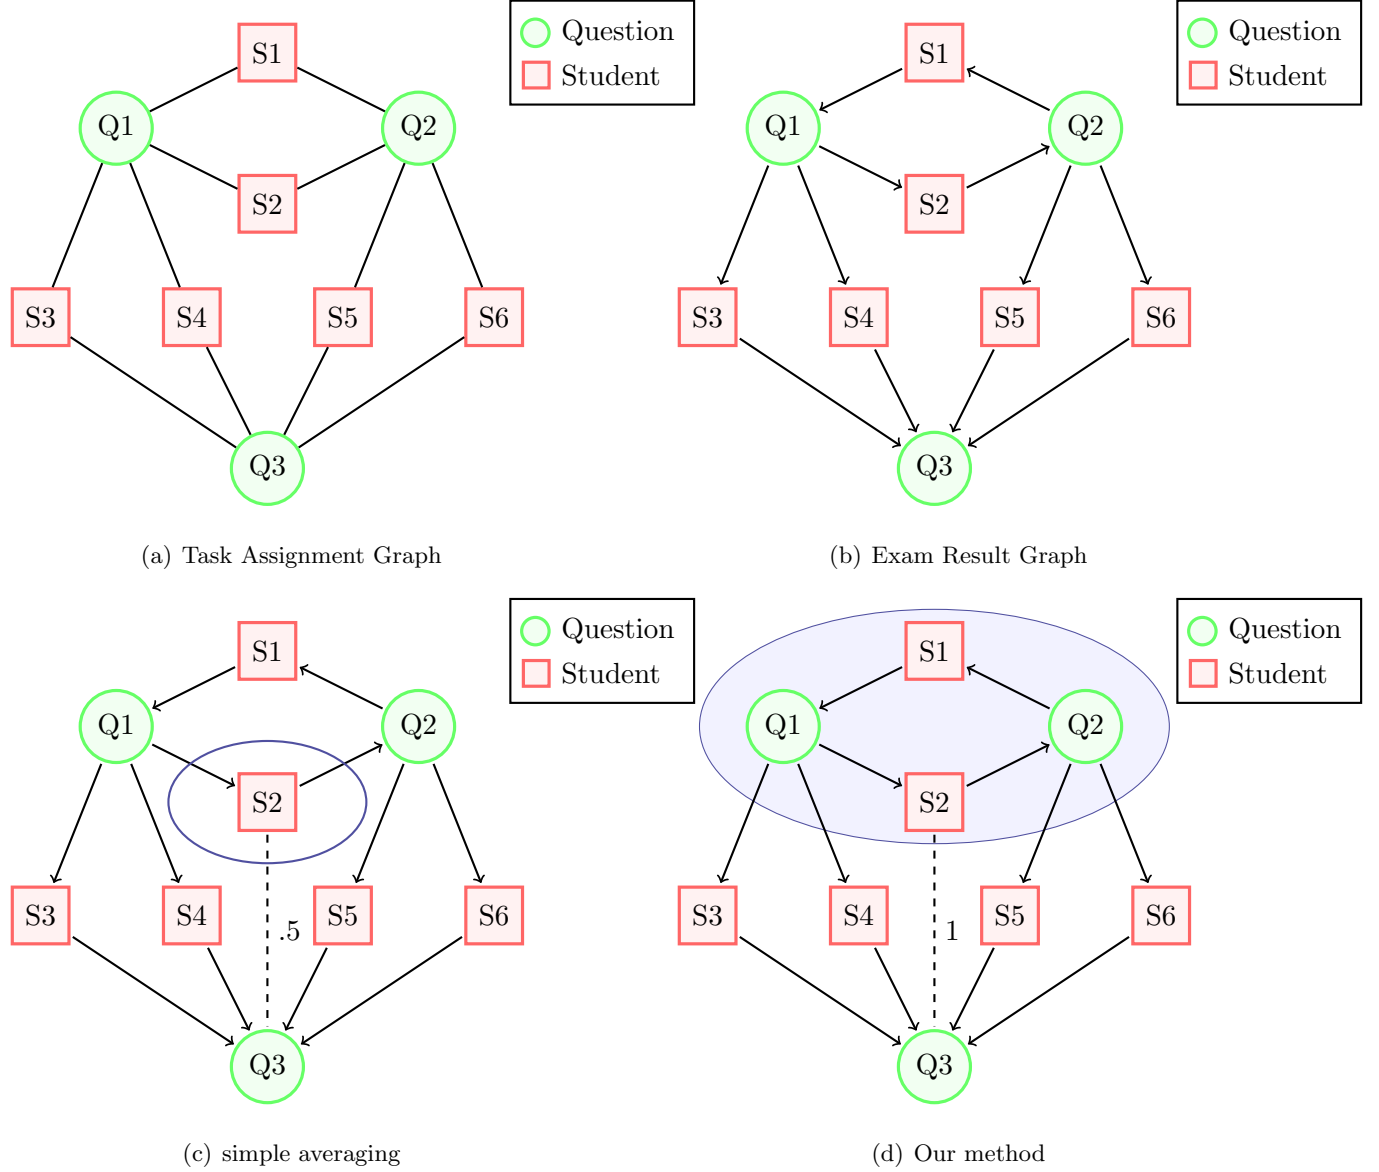 S1
Question
Student
Q1
Q2
S2
S3
S4
S5
S6
Q3
(a) Task Assignment Graph
S1
Question
Student
Q1
Q2
S2
S3
S4
S5
S6
Q3
(b) Exam Result Graph
S1
Question
Student
Q1
Q2
S2
S3
S4
.5
S5
S6
Q3
(c) simple averaging
S1
Question
Student
Q1
Q2
S2
S3
S4
1
S5
S6
Q3
(d) Our method